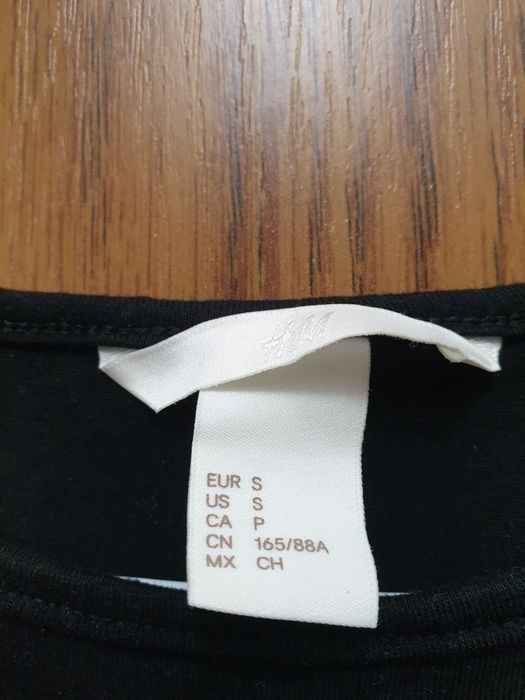 H&M
EUR S
US S
CA P
CN 165/88A
MX CH